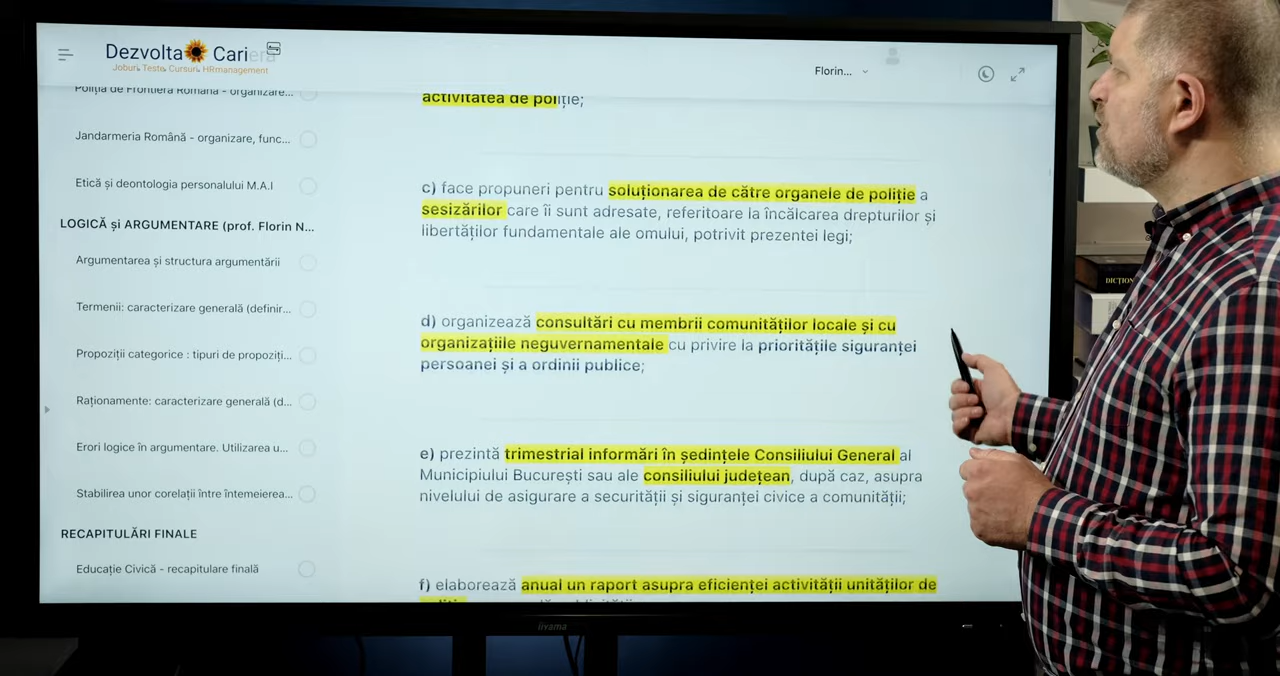 Dezvolta Cariera
Joburi, Teste, Cursuri, HRmanagement
Florin...
Poliția de Frontieră Română - organizare...
Jandarmeria Română - organizare, func...
Etică și deontologia personalului M.A.I
LOGICĂ și ARGUMENTARE (prof. Florin N...
Argumentarea și structura argumentării
Termenii: caracterizare generală (definir...
Propoziții categorice : tipuri de propoziți...
Raționamente: caracterizare generală (d...
Erori logice în argumentare. Utilizarea u...
Stabilirea unor corelații între întemeierea...
RECAPITULĂRI FINALE
Educație Civică - recapitulare finală
activitatea de poliție;
c) face propuneri pentru soluționarea de către organele de poliție a
sesizărilor care îi sunt adresate, referitoare la încălcarea drepturilor și
libertăților fundamentale ale omului, potrivit prezentei legi;
d) organizează consultări cu membrii comunităților locale și cu
organizațiile neguvernamentale cu privire la prioritățile siguranței
persoanei și a ordinii publice;
e) prezintă trimestrial informări în ședințele Consiliului General al
Municipiului București sau ale consiliului județean, după caz, asupra
nivelului de asigurare a securității și siguranței civice a comunității;
f) elaborează anual un raport asupra eficienței activității unităților de
iiyama
DICȚION